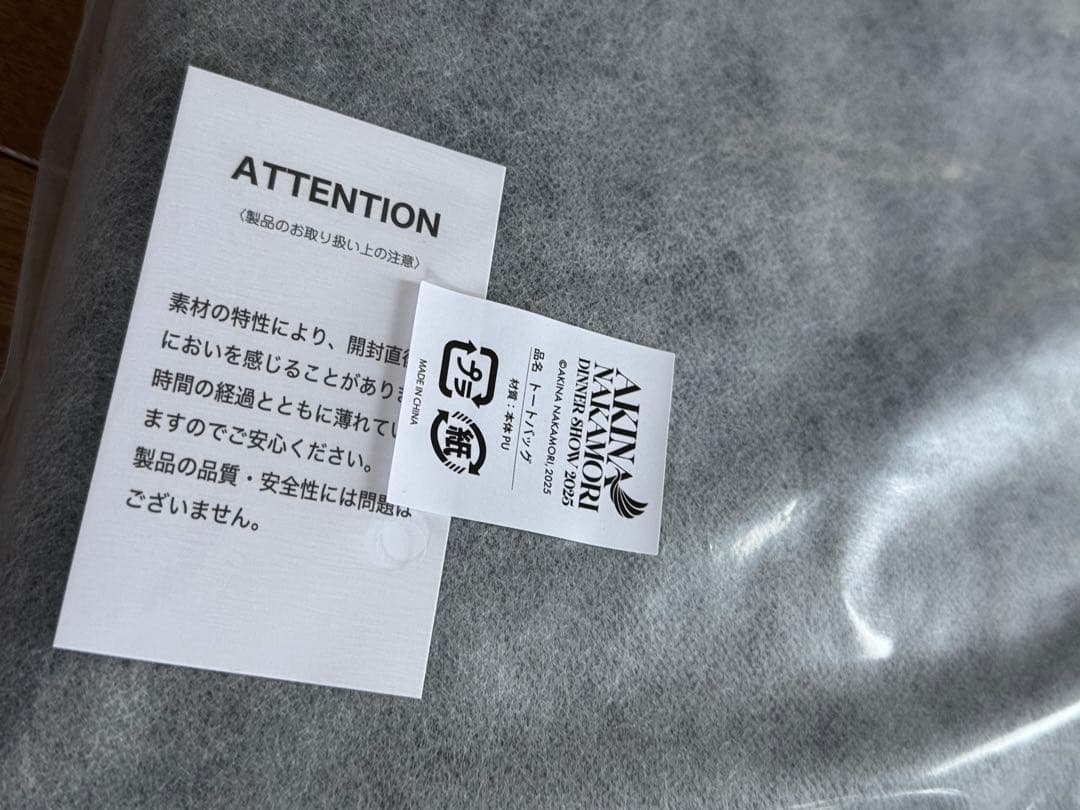 ATTENTION
〈製品のお取り扱い上の注意〉
素材の特性により、開封直後
においを感じることがありま
時間の経過とともに薄れてい
ますのでご安心ください。
製品の品質・安全性には問題は
ございません。
AKINA
NAKAMORI
DINNER SHOW 2025
©AKINA NAKAMORI, 2025
品名 トートバッグ
材質：本体 PU
プラ
紙
MADE IN CHINA